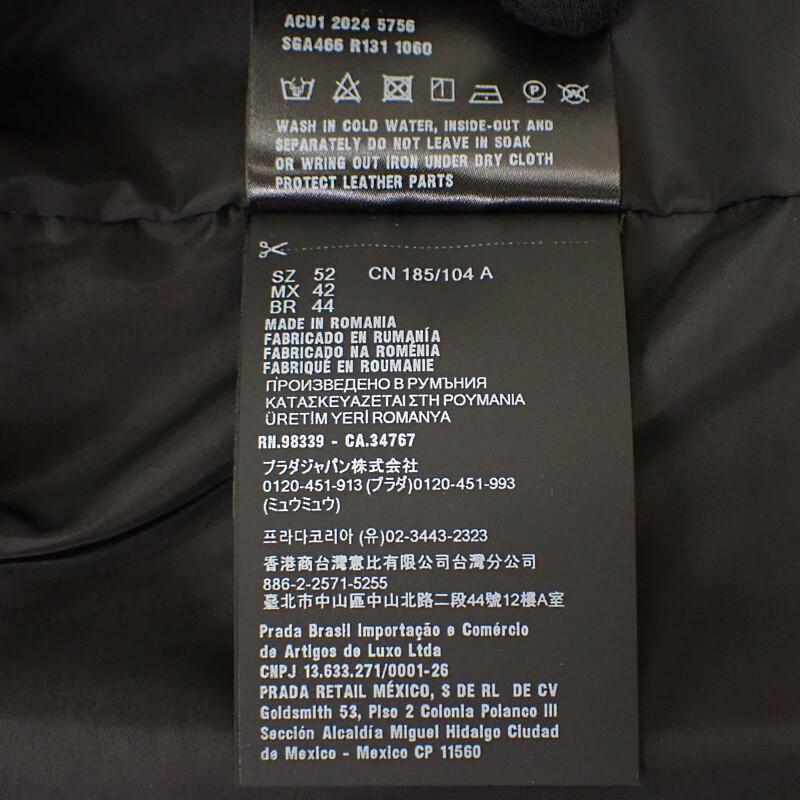 ACU1 2024 5756
SGA466 R131 1060
WASH IN COLD WATER, INSIDE-OUT AND
SEPARATELY DO NOT LEAVE IN SOAK
OR WRING OUT IRON UNDER DRY CLOTH
PROTECT LEATHER PARTS
SZ 52 CN 185/104 A
MX 42
BR 44
MADE IN ROMANIA
FABRICADO EN RUMANÍA
FABRICADO NA ROMÉNIA
FABRIQUÉ EN ROUMANIE
ПРОИЗВЕДЕНО В РУМЪНИЯ
ΚΑΤΑΣΚΕΥΑΖΕΤΑΙ ΣΤΗ ΡΟΥΜΑΝΙΑ
ÜRETİM YERİ ROMANYA
RN.98339 - CA.34767
プラダジャパン株式会社
0120-451-913 (プラダ)0120-451-993
(ミュウミュウ)
프라다코리아 (유)02-3443-2323
香港商台灣意比有限公司台灣分公司
886-2-2571-5255
臺北市中山區中山北路二段44號12樓A室
Prada Brasil Importação e Comércio
de Artigos de Luxo Ltda
CNPJ 13.633.271/0001-26
PRADA RETAIL MÉXICO, S DE RL DE CV
Goldsmith 53, Piso 2 Colonia Polanco III
Sección Alcaldía Miguel Hidalgo Ciudad
de Mexico - Mexico CP 11560